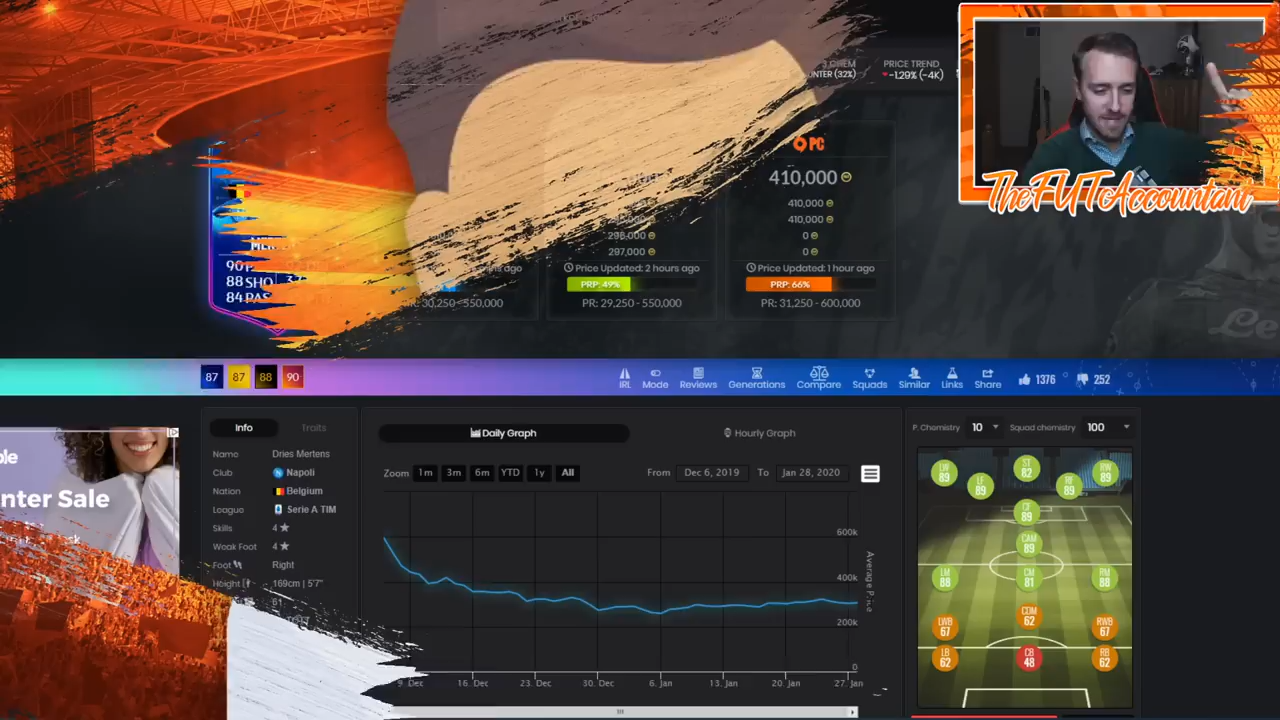 PRICE TREND
-1.29% (-4K)
PC
410,000
410,000
410,000
0
0
Price Updated: 1 hour ago
PRP: 66%
PR: 31,250 - 600,000
297,000
Price Updated: 2 hours ago
PRP: 49%
PR: 29,250 - 550,000
30,250 - 550,000
88 SHO
84 PAS
TheFUTAccountant
87
87
88
90
IRL
Mode
Reviews
Generations
Compare
Squads
Similar
Links
Share
1376
252
Info
Traits
Name Dries Mertens
Club Napoli
Nation Belgium
League Serie A TIM
Skills 4
Weak Foot 4
Foot Right
Height 169cm | 5'7"
nter Sale
Daily Graph
Hourly Graph
Zoom
1m
3m
6m
YTD
1y
All
From Dec 6, 2019 To Jan 28, 2020
600k
400k
200k
0
9. Dec
16. Dec
23. Dec
30. Dec
6. Jan
13. Jan
20. Jan
27. Jan
P. Chemistry 10 Squad chemistry 100
ST
82
LW
89
RW
89
LF
89
RF
89
CF
89
CAM
89
LM
88
CM
81
RM
88
CDM
62
LWB
67
RWB
67
LB
62
CB
48
RB
62